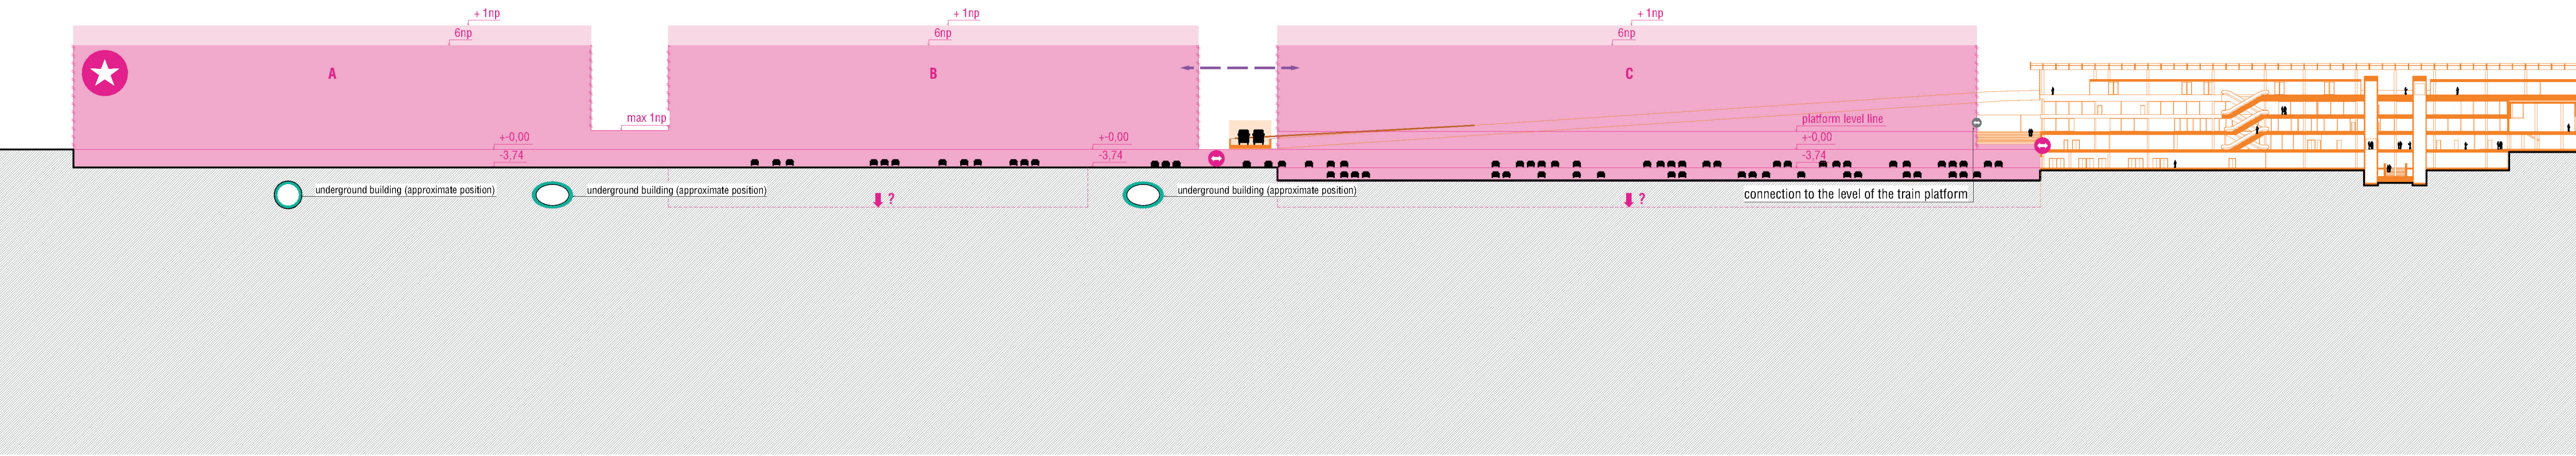 + 1np
+ 1np
+ 1np
6np
6np
6np
A
B
C
max 1np
platform level line
+-0,00
+-0,00
+-0,00
-3,74
-3,74
-3,74
underground building (approximate position)
underground building (approximate position)
underground building (approximate position)
?
?
connection to the level of the train platform